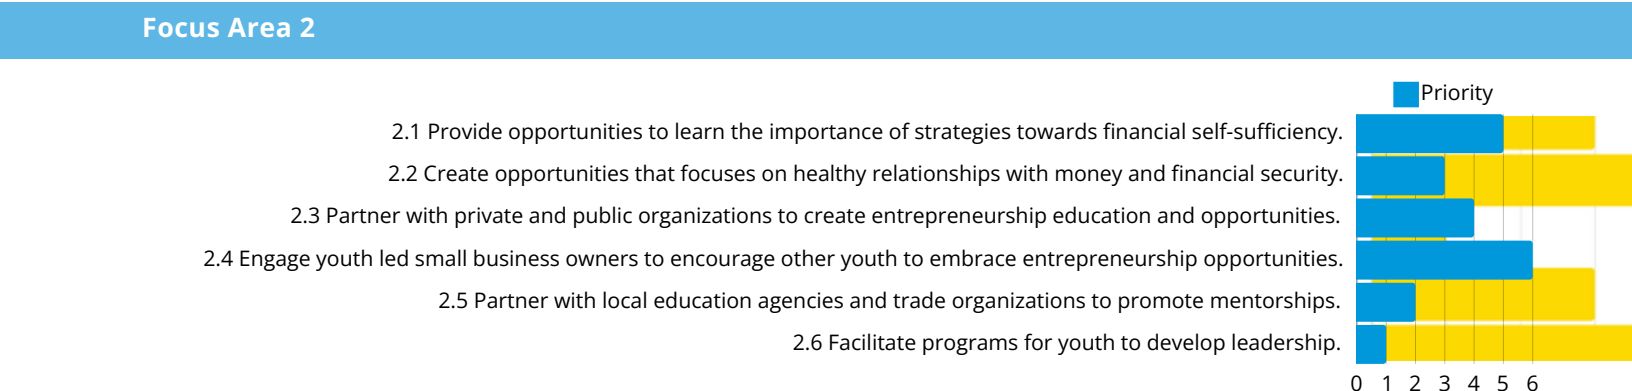 Focus Area 2
Priority
2.1 Provide opportunities to learn the importance of strategies towards financial self-sufficiency.
2.2 Create opportunities that focuses on healthy relationships with money and financial security.
2.3 Partner with private and public organizations to create entrepreneurship education and opportunities.
2.4 Engage youth led small business owners to encourage other youth to embrace entrepreneurship opportunities.
2.5 Partner with local education agencies and trade organizations to promote mentorships.
2.6 Facilitate programs for youth to develop leadership.
0 1 2 3 4 5 6